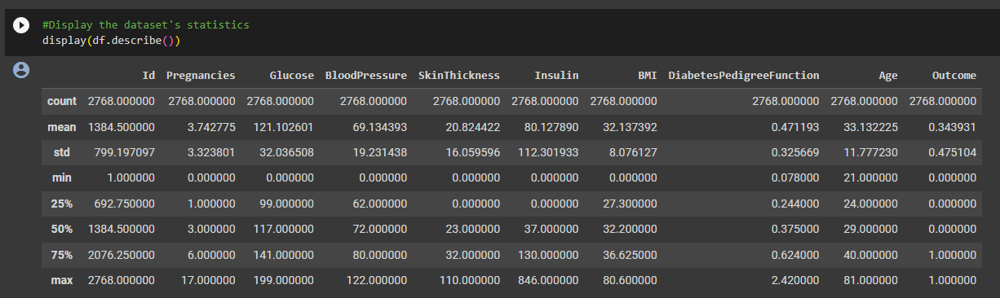 #Display the dataset's statistics
display(df.describe())
Id Pregnancies Glucose BloodPressure SkinThickness Insulin BMI DiabetesPedigreeFunction Age Outcome
count 2768.000000 2768.000000 2768.000000 2768.000000 2768.000000 2768.000000 2768.000000 2768.000000 2768.000000 2768.000000
mean 1384.500000 3.742775 121.102601 69.134393 20.824422 80.127890 32.137392 0.471193 33.132225 0.343931
std 799.197097 3.323801 32.036508 19.231438 16.059596 112.301933 8.076127 0.325669 11.777230 0.475104
min 1.000000 0.000000 0.000000 0.000000 0.000000 0.000000 0.000000 0.078000 21.000000 0.000000
25% 692.750000 1.000000 99.000000 62.000000 0.000000 0.000000 27.300000 0.244000 24.000000 0.000000
50% 1384.500000 3.000000 117.000000 72.000000 23.000000 37.000000 32.200000 0.375000 29.000000 0.000000
75% 2076.250000 6.000000 141.000000 80.000000 32.000000 130.000000 36.625000 0.624000 40.000000 1.000000
max 2768.000000 17.000000 199.000000 122.000000 110.000000 846.000000 80.600000 2.420000 81.000000 1.000000